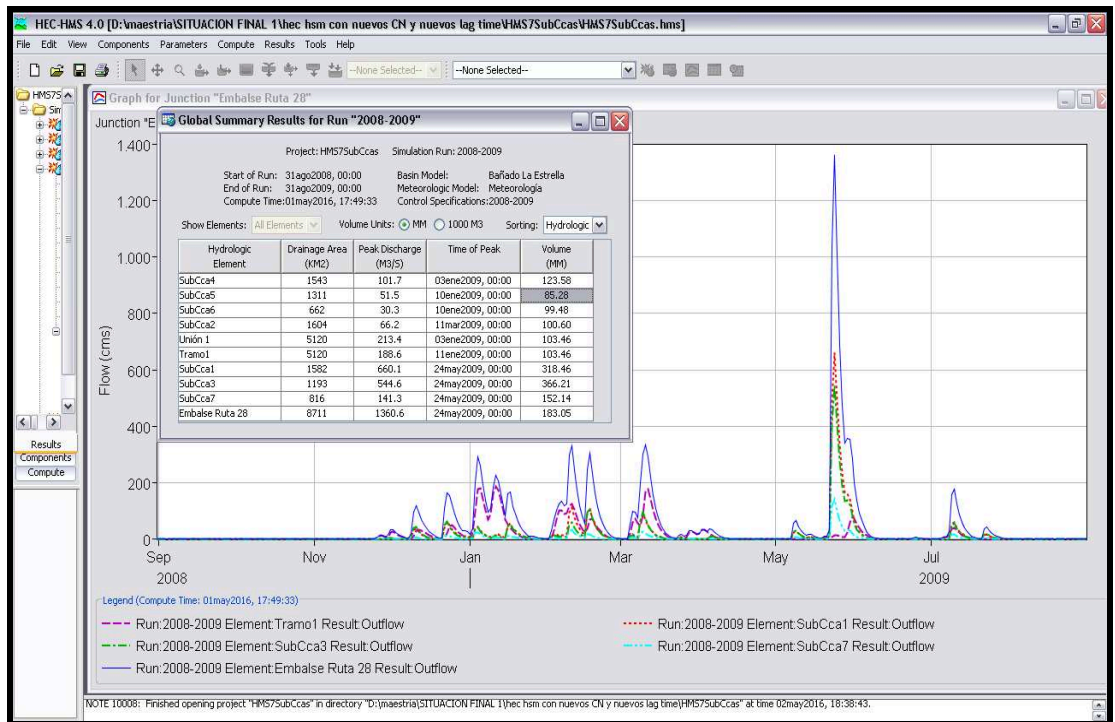 HEC-HMS 4.0 [D:\maestria\SITUACION FINAL 1\hec hsm con nuevos CN y nuevos lag time\HMS7SubCcas\HMS7SubCcas.hms]
File Edit View Components Parameters Compute Results Tools Help
--None Selected-- --None Selected--
HMS7S
Sim
Results
Components
Compute
Graph for Junction "Embalse Ruta 28"
Junction "E
Global Summary Results for Run "2008-2009"
Project: HMS7SubCcas Simulation Run: 2008-2009
Start of Run: 31ago2008, 00:00 Basin Model: Bañado La Estrella
End of Run: 31ago2009, 00:00 Meteorologic Model: Meteorología
Compute Time:01may2016, 17:49:33 Control Specifications:2008-2009
Show Elements: All Elements Volume Units: MM 1000 M3 Sorting: Hydrologic
Hydrologic Element Drainage Area (KM2) Peak Discharge (M3/S) Time of Peak Volume (MM)
SubCca4 1543 101.7 03ene2009, 00:00 123.58
SubCca5 1311 51.5 10ene2009, 00:00 85.28
SubCca6 662 30.3 10ene2009, 00:00 99.48
SubCca2 1604 66.2 11mar2009, 00:00 100.60
Unión 1 5120 213.4 03ene2009, 00:00 103.46
Tramo1 5120 188.6 11ene2009, 00:00 103.46
SubCca1 1582 660.1 24may2009, 00:00 318.46
SubCca3 1193 544.6 24may2009, 00:00 366.21
SubCca7 816 141.3 24may2009, 00:00 152.14
Embalse Ruta 28 8711 1360.6 24may2009, 00:00 183.05
Flow (cms)
1.400
1.200
1.000
800
600
400
200
0
Sep Nov Jan Mar May Jul
2008 2009
Legend (Compute Time: 01may2016, 17:49:33)
Run:2008-2009 Element:Tramo1 Result:Outflow Run:2008-2009 Element:SubCca1 Result:Outflow
Run:2008-2009 Element:SubCca3 Result:Outflow Run:2008-2009 Element:SubCca7 Result:Outflow
Run:2008-2009 Element:Embalse Ruta 28 Result:Outflow
NOTE 10008: Finished opening project "HMS7SubCcas" in directory "D:\maestria\SITUACION FINAL 1\hec hsm con nuevos CN y nuevos lag time\HMS7SubCcas" at time 02may2016, 18:38:43.